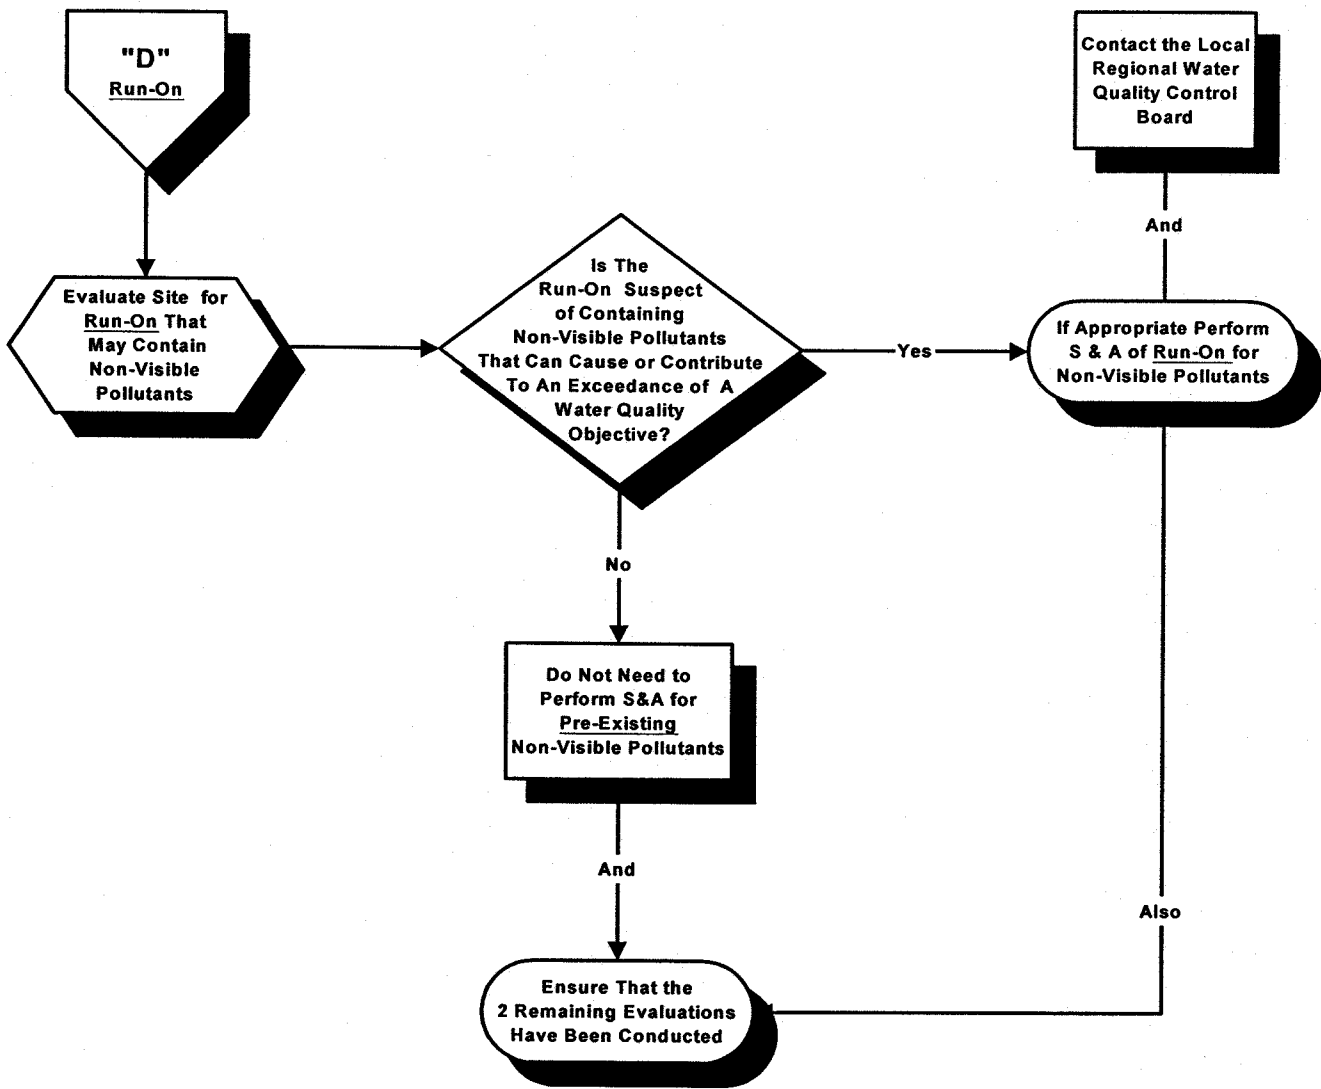 "D"
Run-On
Contact the Local
Regional Water
Quality Control
Board
And
Evaluate Site for
Run-On That
May Contain
Non-Visible
Pollutants
Is The
Run-On Suspect
of Containing
Non-Visible Pollutants
That Can Cause or Contribute
To An Exceedance of A
Water Quality
Objective?
Yes
If Appropriate Perform
S & A of Run-On for
Non-Visible Pollutants
No
Do Not Need to
Perform S&A for
Pre-Existing
Non-Visible Pollutants
And
Also
Ensure That the
2 Remaining Evaluations
Have Been Conducted